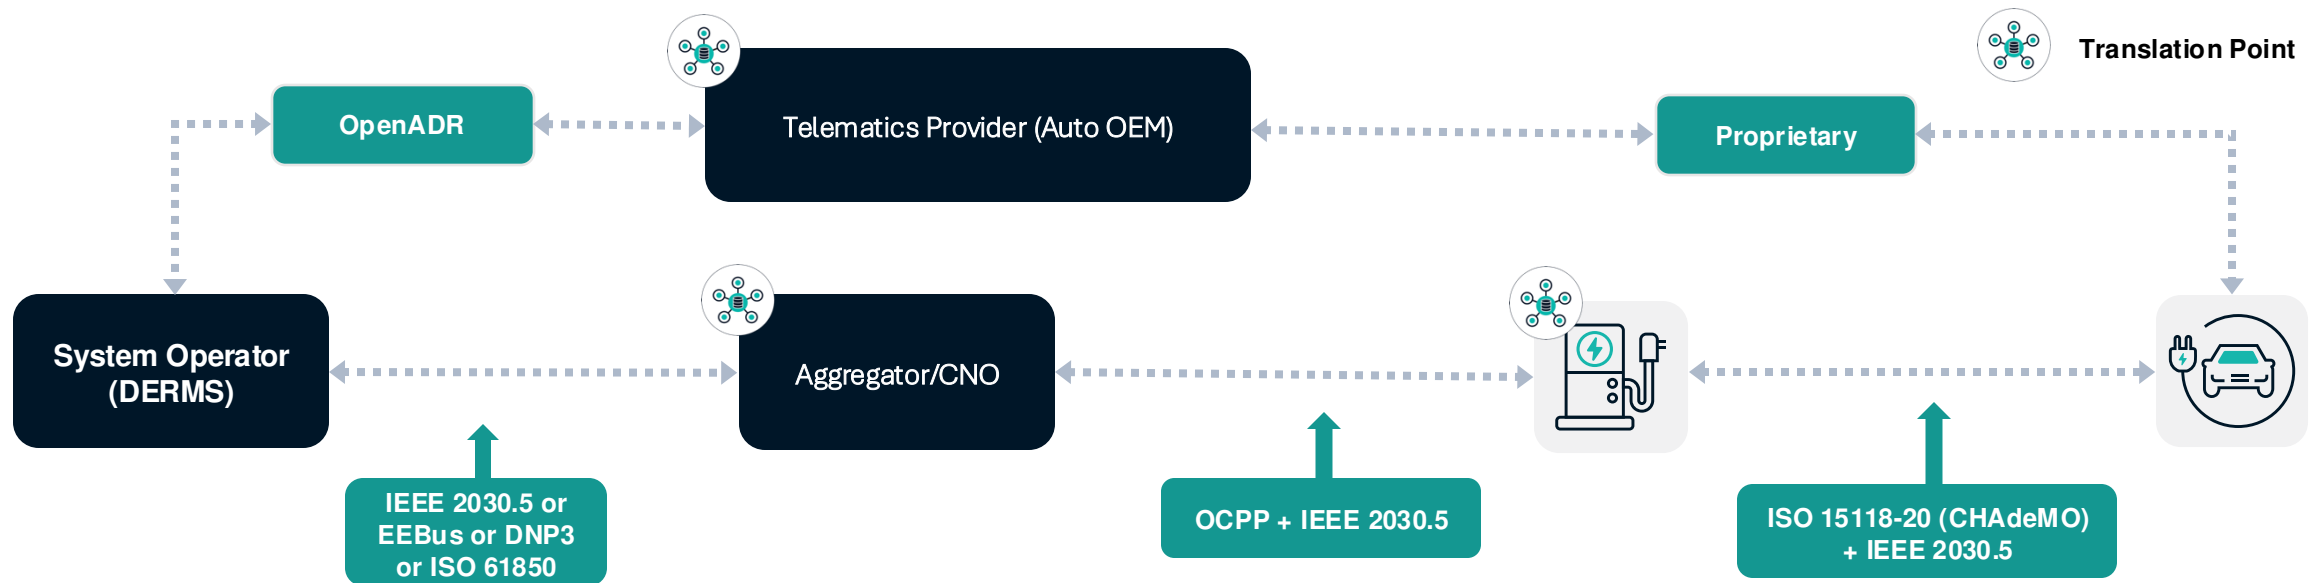 Translation Point
OpenADR
Telematics Provider (Auto OEM)
Proprietary
System Operator
(DERMS)
Aggregator/CNO
IEEE 2030.5 or
EEBus or DNP3
or ISO 61850
OCPP + IEEE 2030.5
ISO 15118-20 (CHAdeMO)
+ IEEE 2030.5